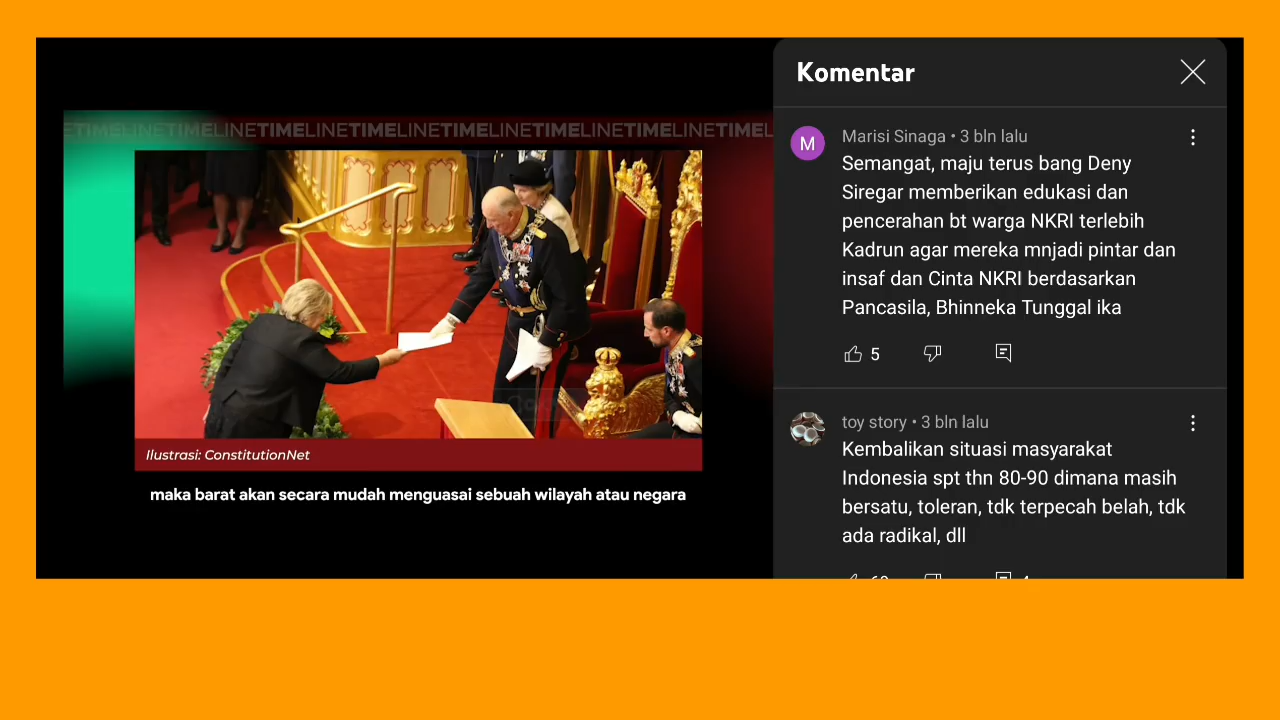 TIMELINETIMELINETIMELINETIMELINETIMELINETIMELINETIMELINETIMEL
Ilustrasi: ConstitutionNet
maka barat akan secara mudah menguasai sebuah wilayah atau negara
Komentar
M
Marisi Sinaga • 3 bln lalu
Semangat, maju terus bang Deny
Siregar memberikan edukasi dan
pencerahan bt warga NKRI terlebih
Kadrun agar mereka mnjadi pintar dan
insaf dan Cinta NKRI berdasarkan
Pancasila, Bhinneka Tunggal ika
5
toy story • 3 bln lalu
Kembalikan situasi masyarakat
Indonesia spt thn 80-90 dimana masih
bersatu, toleran, tdk terpecah belah, tdk
ada radikal, dll